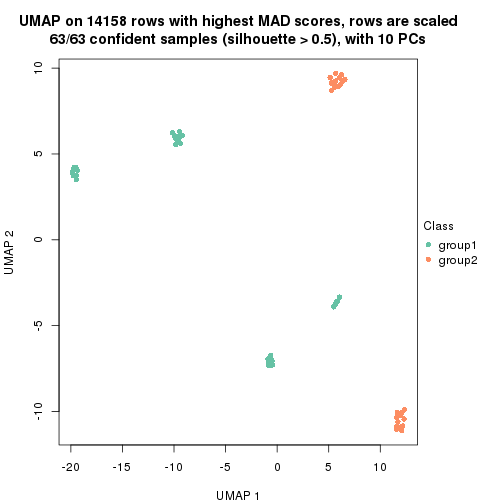 UMAP on 14158 rows with highest MAD scores, rows are scaled
63/63 confident samples (silhouette > 0.5), with 10 PCs
10
5
0
-5
-10
UMAP 2
-20
-15
-10
-5
0
5
10
UMAP 1
Class
group1
group2